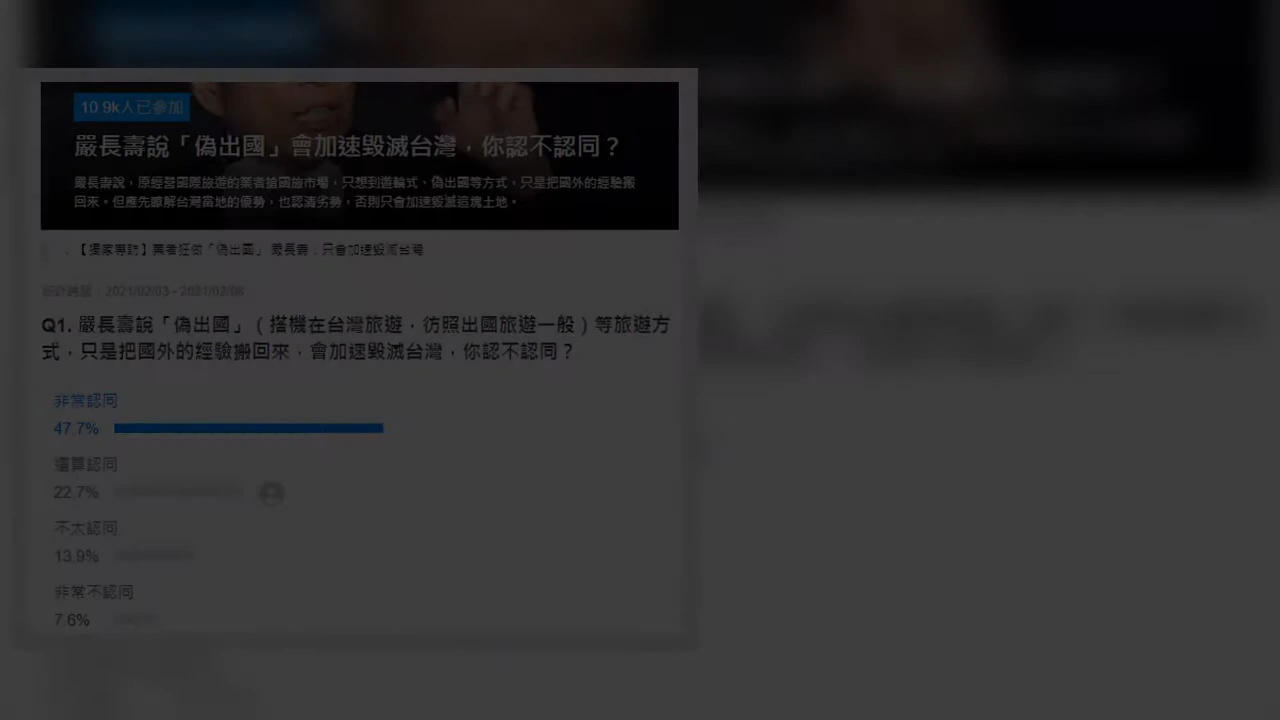 10.9k人已參加
嚴長壽說「偽出國」會加速毀滅台灣，你認不認同？
嚴長壽說，原經營國際旅遊的業者搶國旅市場，只想到遊輪式、偽出國等方式，只是把國外的經驗搬
回來。但應先瞭解台灣當地的優勢，也認清劣勢，否則只會加速毀滅這塊土地。
．【獨家專訪】業者狂做「偽出國」 嚴長壽：只會加速毀滅台灣
2021/02/03 - 2021/02/08
Q1. 嚴長壽說「偽出國」（搭機在台灣旅遊，彷照出國旅遊一般）等旅遊方
式，只是把國外的經驗搬回來，會加速毀滅台灣，你認不認同？
非常認同
47.7%
還算認同
22.7%
不太認同
13.9%
非常不認同
7.6%